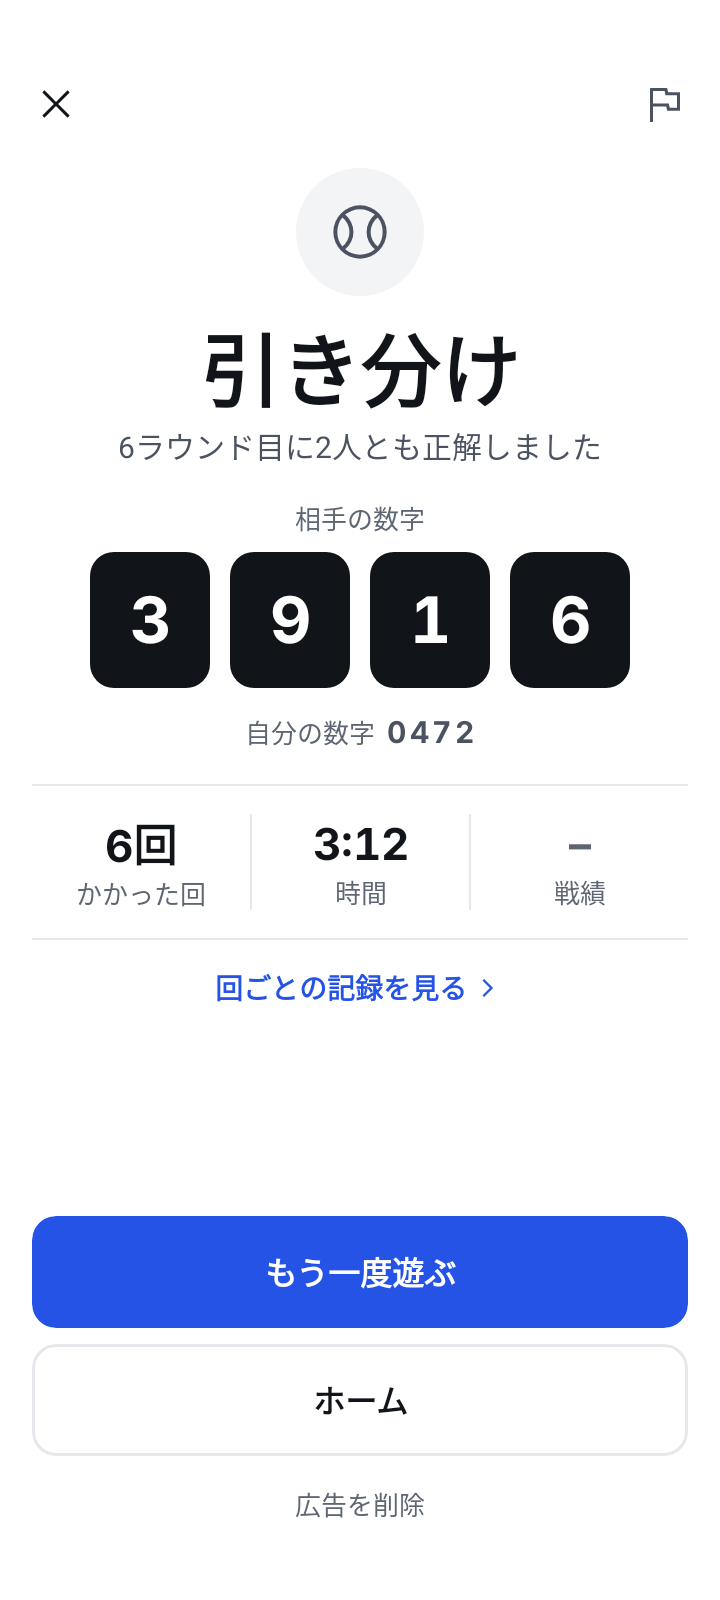 引き分け
6ラウンド目に2人とも正解しました
相手の数字
3 9 1 6
自分の数字 0472
6回 3:12 –
かかった回 時間 戦績
回ごとの記録を見る
もう一度遊ぶ
ホーム
広告を削除